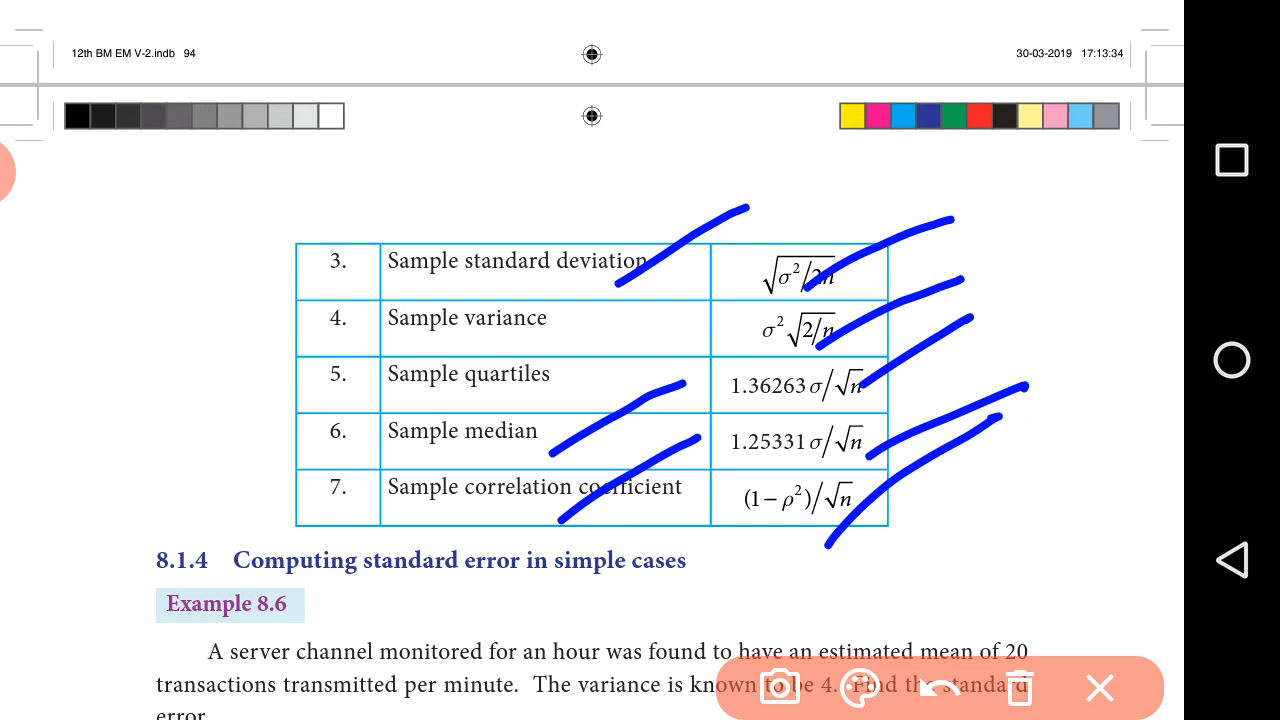 12th BM EM V-2.indb 94 30-03-2019 17:13:34
3. Sample standard deviation √σ²/2n
4. Sample variance σ² √2/n
5. Sample quartiles 1.36263 σ/√n
6. Sample median 1.25331 σ/√n
7. Sample correlation coefficient (1 − ρ²)/√n
8.1.4 Computing standard error in simple cases
Example 8.6
A server channel monitored for an hour was found to have an estimated mean of 20
transactions transmitted per minute. The variance is known to be 4. Find the standard
error